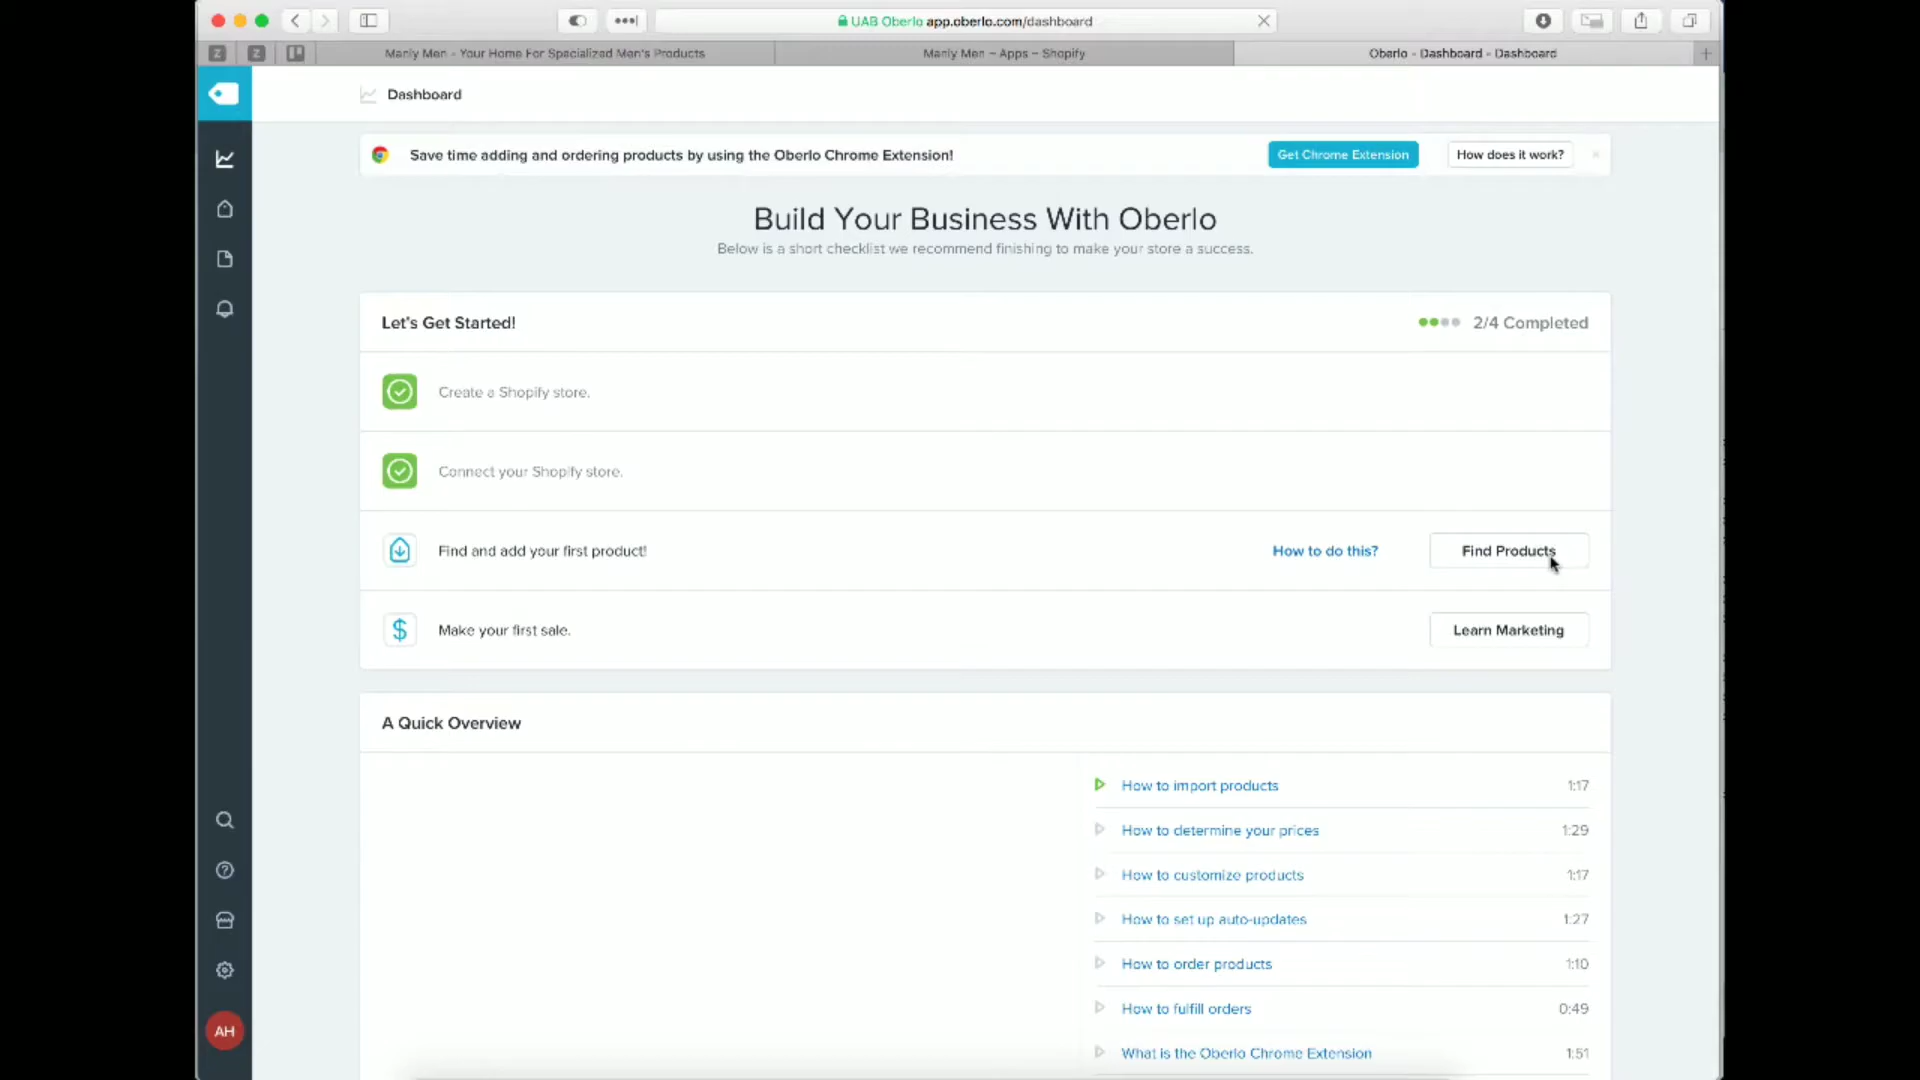 UAB Oberlo app.oberlo.com/dashboard
Z
Z
Manly Men - Your Home For Specialized Men's Products
Manly Men ~ Apps ~ Shopify
Oberlo - Dashboard - Dashboard
Dashboard
Save time adding and ordering products by using the Oberlo Chrome Extension!
Get Chrome Extension
How does it work?
Build Your Business With Oberlo
Below is a short checklist we recommend finishing to make your store a success.
Let's Get Started!
2/4 Completed
Create a Shopify store.
Connect your Shopify store.
Find and add your first product!
How to do this?
Find Products
Make your first sale.
Learn Marketing
A Quick Overview
How to import products 1:17
How to determine your prices 1:29
How to customize products 1:17
How to set up auto-updates 1:27
How to order products 1:10
How to fulfill orders 0:49
What is the Oberlo Chrome Extension 1:51
AH